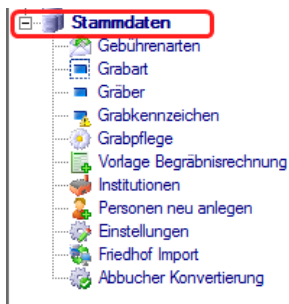 Stammdaten
Gebührenarten
Grabart
Gräber
Grabkennzeichen
Grabpflege
Vorlage Begräbnisrechnung
Institutionen
Personen neu anlegen
Einstellungen
Friedhof Import
Abbucher Konvertierung